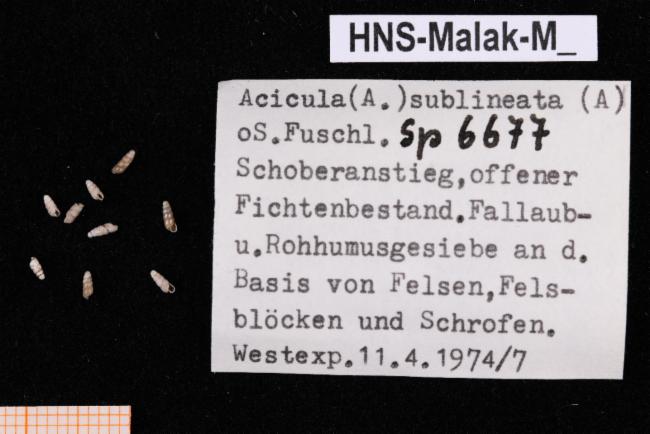 HNS-Malak-M_
Acicula(A.)sublineata (A)
oS.Fuschl. Sp 6677
Schoberanstieg,offener
Fichtenbestand.Fallaub-
u.Rohhumusgesiebe an d.
Basis von Felsen,Fels-
blöcken und Schrofen.
Westexp.11.4.1974/7